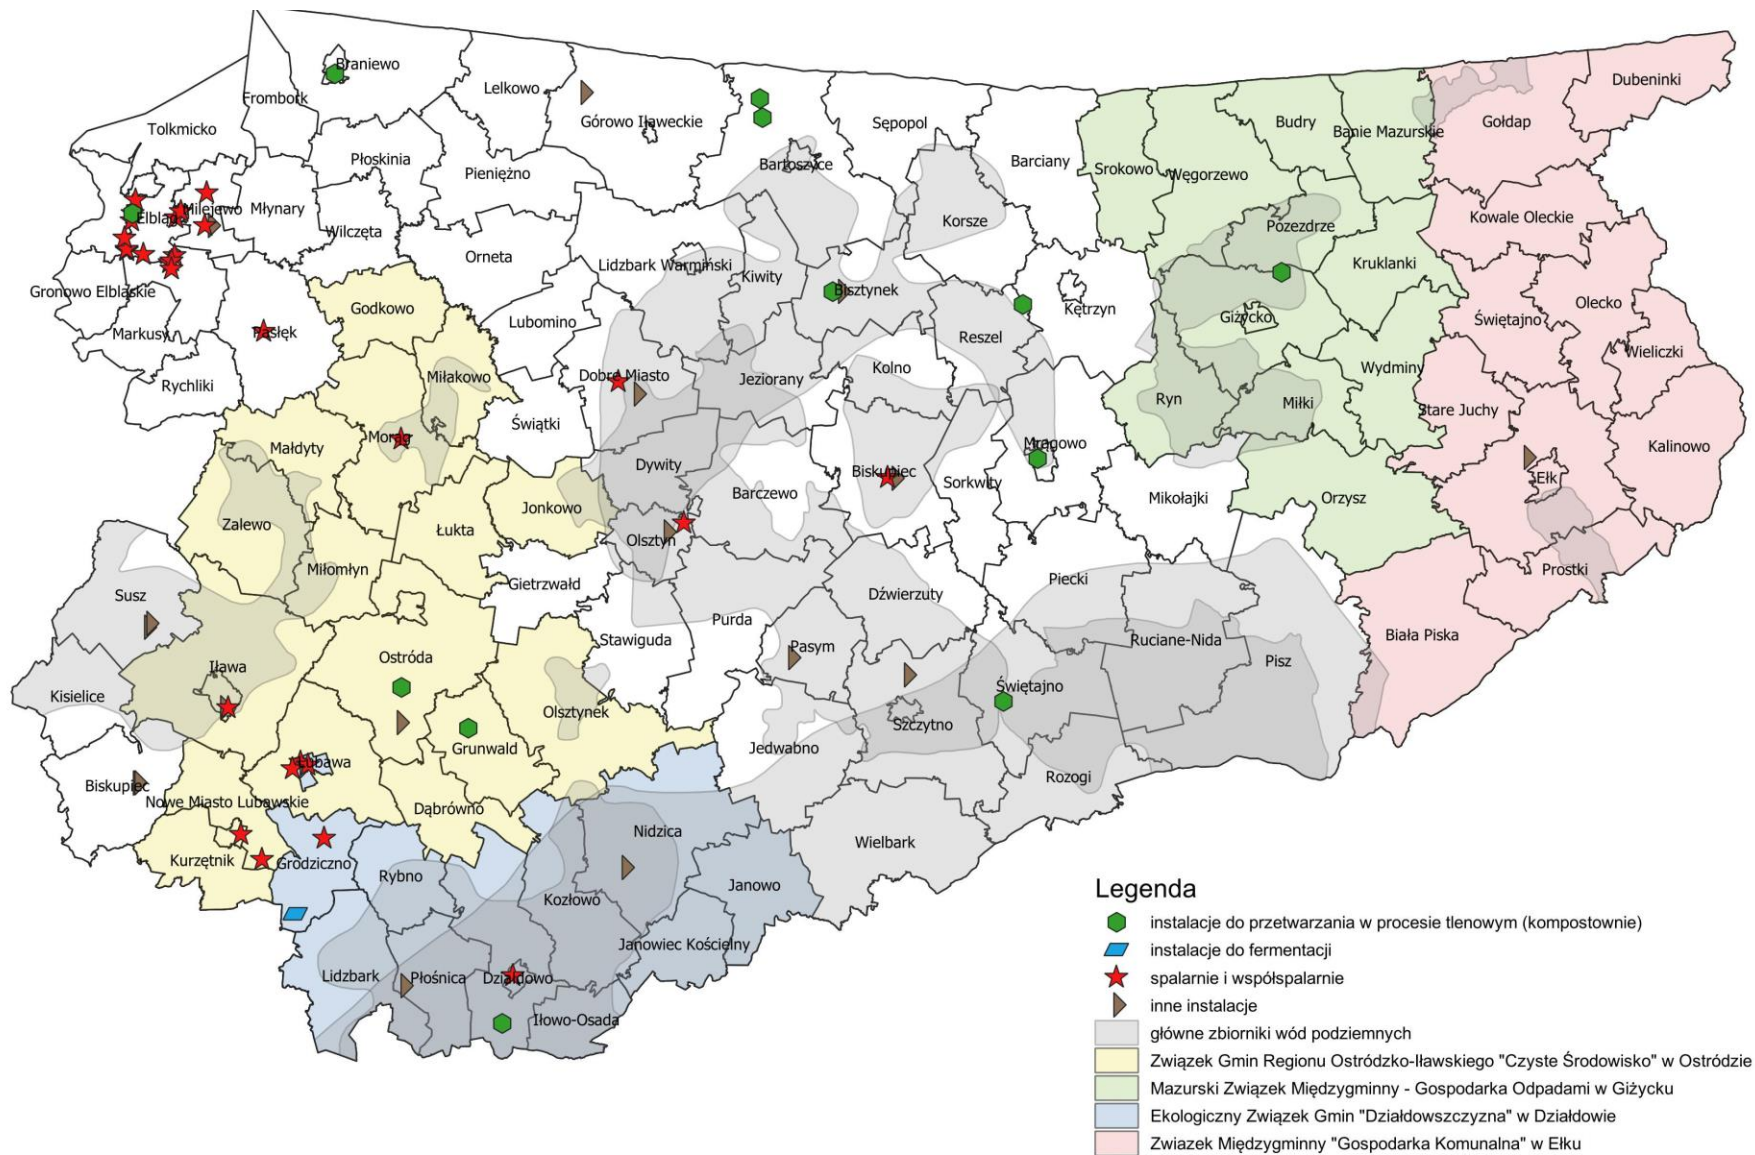 Braniewo
Lelkowo
Dubeninki
Frombork
Górowo Iławeckie
Sępopol
Budry
Banie Mazurskie
Gołdap
Tolkmicko
Płoskinia
Pieniężno
Bartoszyce
Barciany
Srokowo
Węgorzewo
Elbląg
Milejewo
Młynary
Wilczęta
Orneta
Lidzbark Warmiński
Kiwity
Korsze
Pozezdrze
Kowale Oleckie
Gronowo Elbląskie
Bisztynek
Kruklanki
Godkowo
Lubomino
Kętrzyn
Giżycko
Olecko
Markusy
Pasłęk
Reszel
Świętajno
Rychliki
Miłakowo
Dobre Miasto
Jeziorany
Kolno
Wydminy
Wieliczki
Świątki
Ryn
Miłki
Stare Juchy
Małdyty
Morąg
Mrągowo
Kalinowo
Dywity
Biskupiec
Sorkwity
Barczewo
Mikołajki
Orzysz
Ełk
Zalewo
Łukta
Jonkowo
Olsztyn
Miłomłyn
Gietrzwałd
Piecki
Prostki
Susz
Dźwierzuty
Purda
Stawiguda
Pasym
Ruciane-Nida
Biała Piska
Iława
Ostróda
Pisz
Kisielice
Świętajno
Olsztynek
Szczytno
Grunwald
Jedwabno
Lubawa
Rozogi
Biskupiec
Nowe Miasto Lubawskie
Dąbrówno
Nidzica
Wielbark
Kurzętnik
Grodziczno
Rybno
Janowo
Kozłowo
Janowiec Kościelny
Lidzbark
Płośnica
Działdowo
Iłowo-Osada
Legenda
instalacje do przetwarzania w procesie tlenowym (kompostownie)
instalacje do fermentacji
spalarnie i współspalarnie
inne instalacje
główne zbiorniki wód podziemnych
Związek Gmin Regionu Ostródzko-Iławskiego "Czyste Środowisko" w Ostródzie
Mazurski Związek Międzygminny - Gospodarka Odpadami w Giżycku
Ekologiczny Związek Gmin "Działdowszczyzna" w Działdowie
Zwiazek Międzygminny "Gospodarka Komunalna" w Ełku